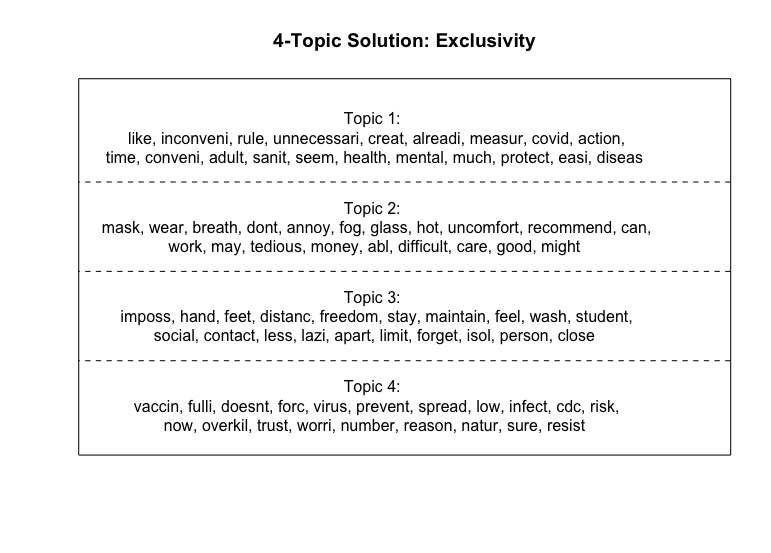 4-Topic Solution: Exclusivity
Topic 1:
like, inconveni, rule, unnecessari, creat, alreadi, measur, covid, action,
time, conveni, adult, sanit, seem, health, mental, much, protect, easi, diseas
Topic 2:
mask, wear, breath, dont, annoy, fog, glass, hot, uncomfort, recommend, can,
work, may, tedious, money, abl, difficult, care, good, might
Topic 3:
imposs, hand, feet, distanc, freedom, stay, maintain, feel, wash, student,
social, contact, less, lazi, apart, limit, forget, isol, person, close
Topic 4:
vaccin, fulli, doesnt, forc, virus, prevent, spread, low, infect, cdc, risk,
now, overkil, trust, worri, number, reason, natur, sure, resist